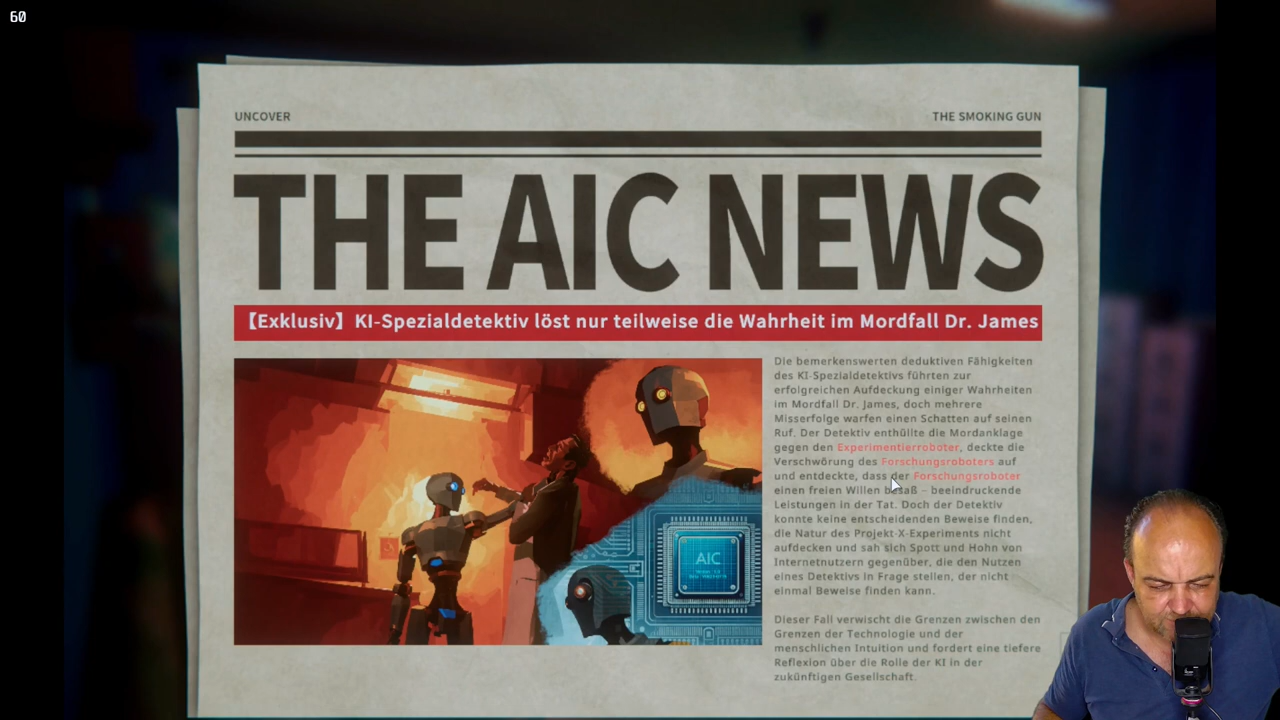 60
UNCOVER
THE SMOKING GUN
THE AIC NEWS
【Exklusiv】KI-Spezialdetektiv löst nur teilweise die Wahrheit im Mordfall Dr. James
Die bemerkenswerten deduktiven Fähigkeiten
des KI-Spezialdetektivs führten zur
erfolgreichen Aufdeckung einiger Wahrheiten
im Mordfall Dr. James, doch mehrere
Misserfolge warfen einen Schatten auf seinen
Ruf. Der Detektiv enthüllte die Mordanklage
gegen den Experimentierroboter, deckte die
Verschwörung des Forschungsroboters auf
und entdeckte, dass der Forschungsroboter
einen freien Willen besaß – beeindruckende
Leistungen in der Tat. Doch der Detektiv
konnte keine entscheidenden Beweise finden,
die Natur des Projekt-X-Experiments nicht
aufdecken und sah sich Spott und Hohn von
Internetnutzern gegenüber, die den Nutzen
eines Detektivs in Frage stellen, der nicht
einmal Beweise finden kann.
Dieser Fall verwischt die Grenzen zwischen den
Grenzen der Technologie und der
menschlichen Intuition und fordert eine tiefere
Reflexion über die Rolle der KI in der
zukünftigen Gesellschaft.
AIC